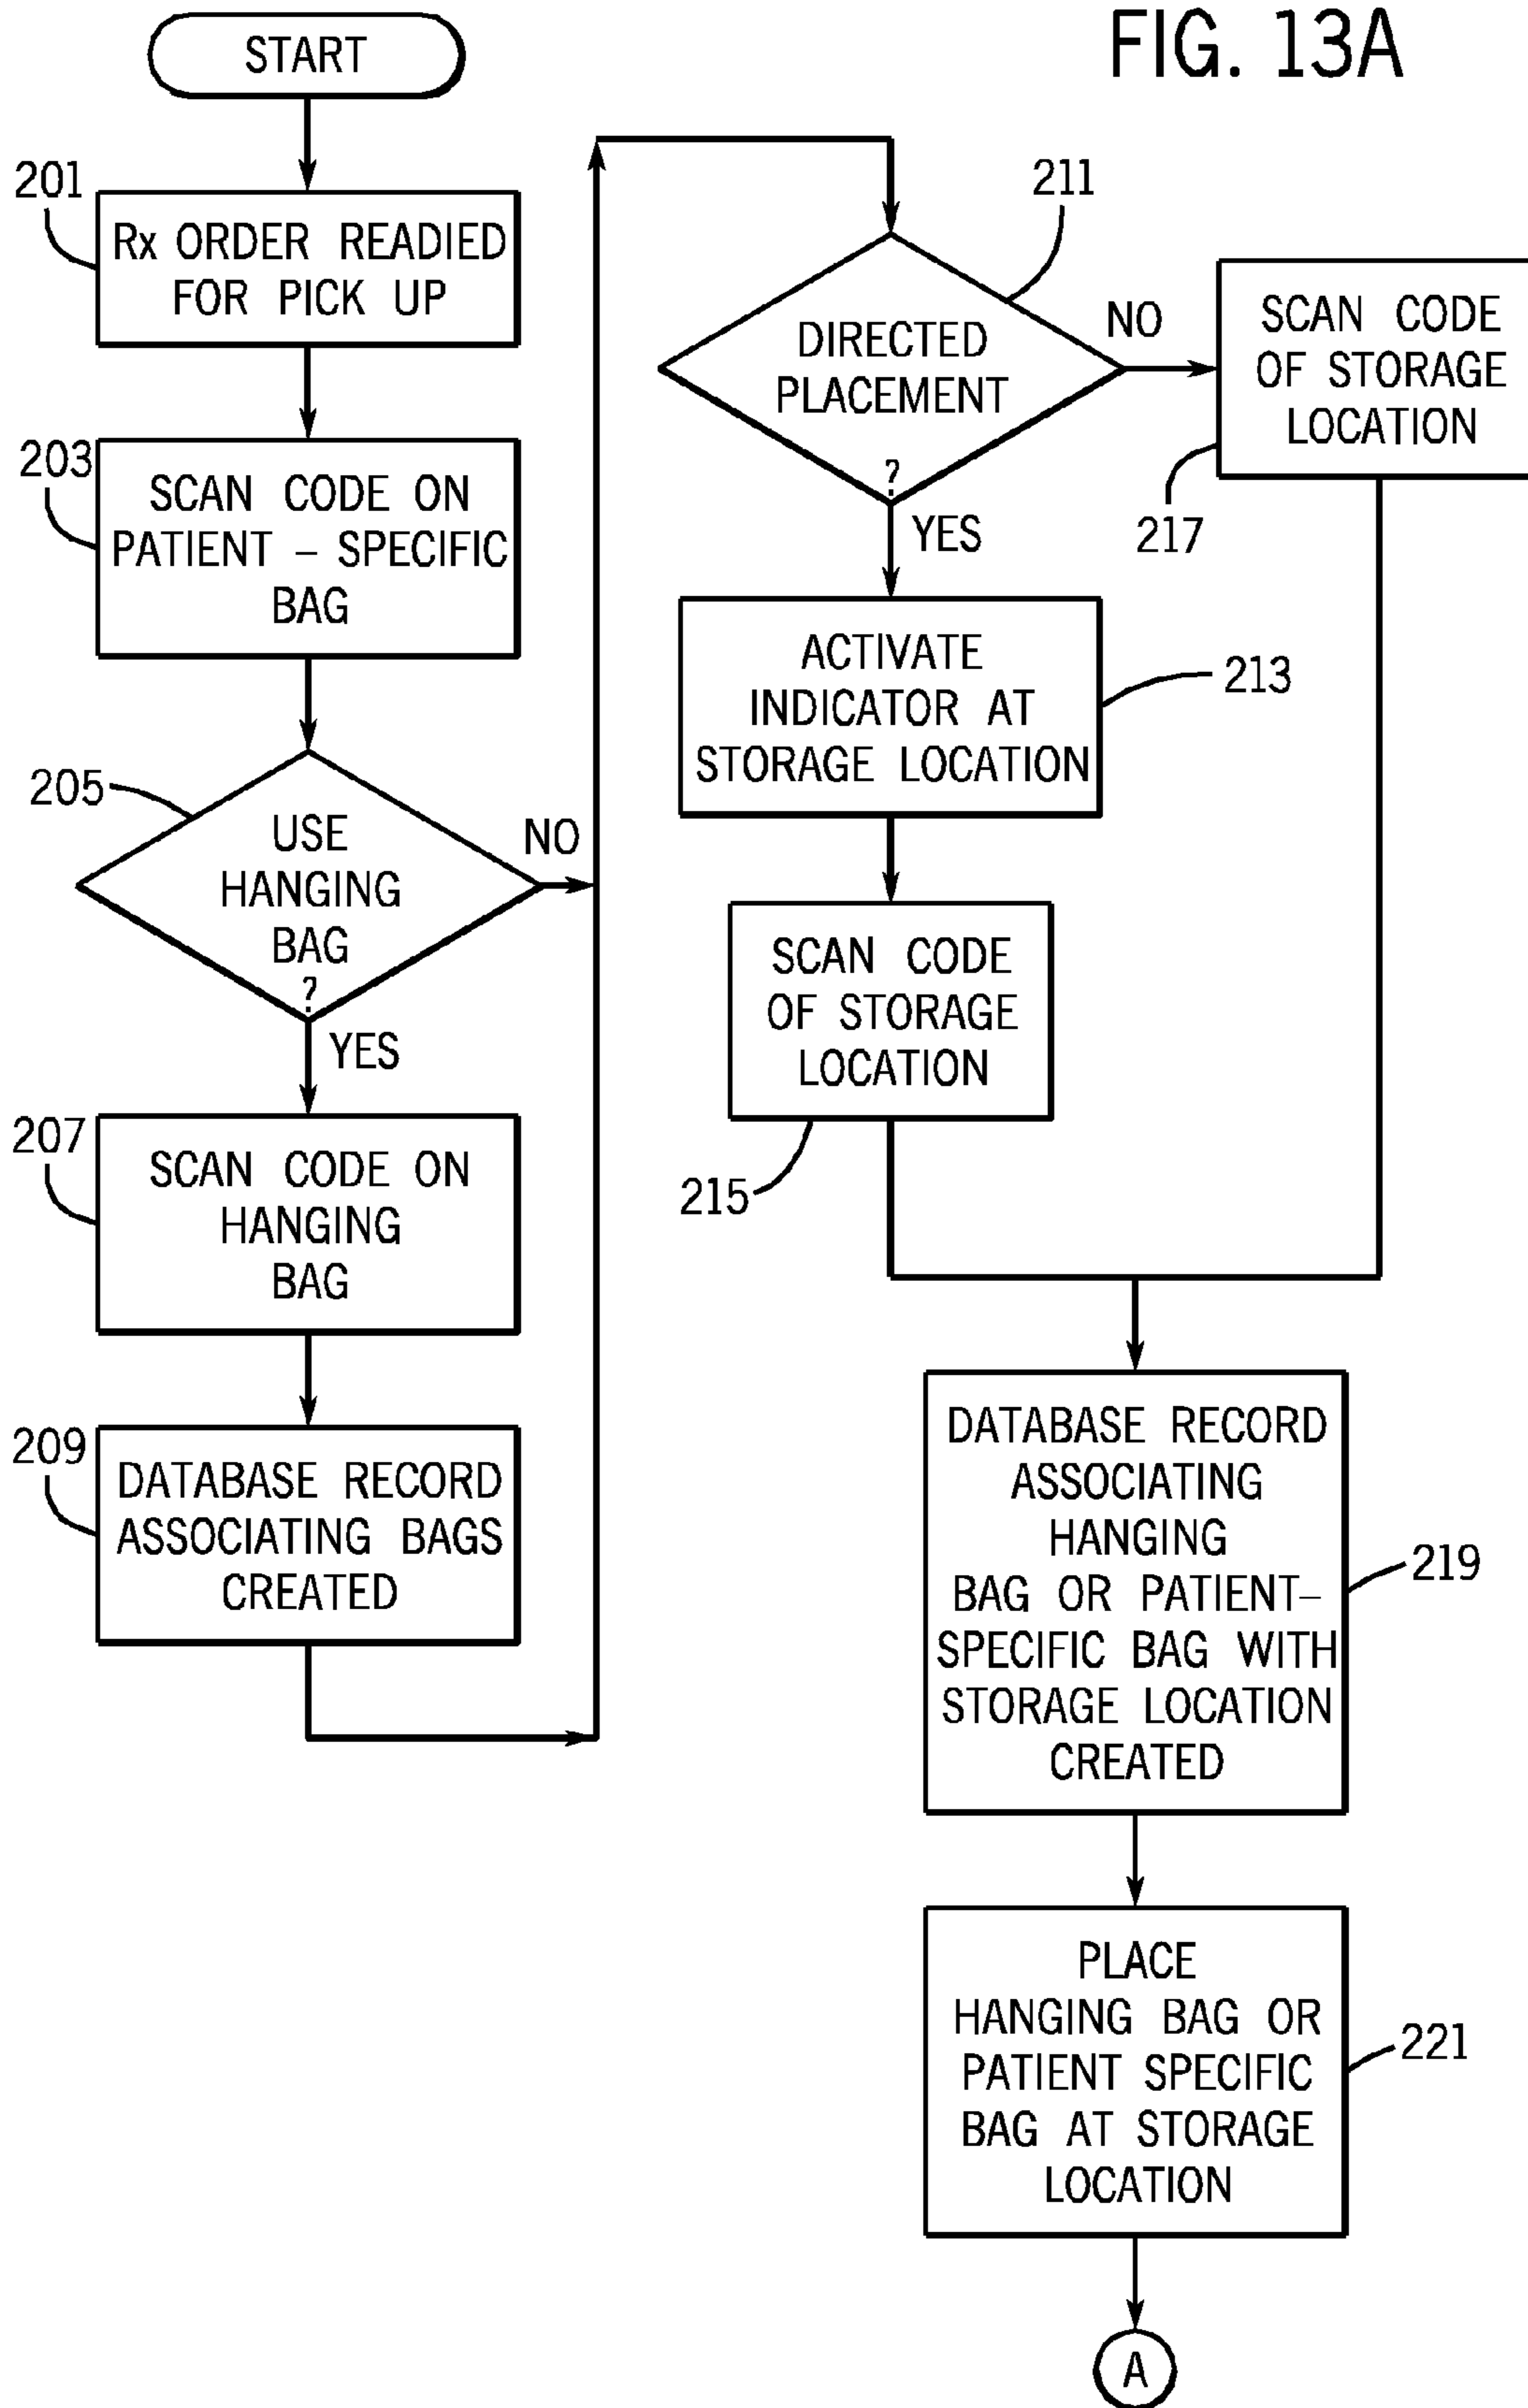 FIG. 13A
START
201
Rx ORDER READIED
FOR PICK UP
203
SCAN CODE ON
PATIENT – SPECIFIC
BAG
205
USE
HANGING
BAG
?
NO
YES
207
SCAN CODE ON
HANGING
BAG
209
DATABASE RECORD
ASSOCIATING BAGS
CREATED
211
DIRECTED
PLACEMENT
?
NO
YES
SCAN CODE
OF STORAGE
LOCATION
217
ACTIVATE
INDICATOR AT
STORAGE LOCATION
213
SCAN CODE
OF STORAGE
LOCATION
215
DATABASE RECORD
ASSOCIATING
HANGING
BAG OR PATIENT–
SPECIFIC BAG WITH
STORAGE LOCATION
CREATED
219
PLACE
HANGING BAG OR
PATIENT SPECIFIC
BAG AT STORAGE
LOCATION
221
A